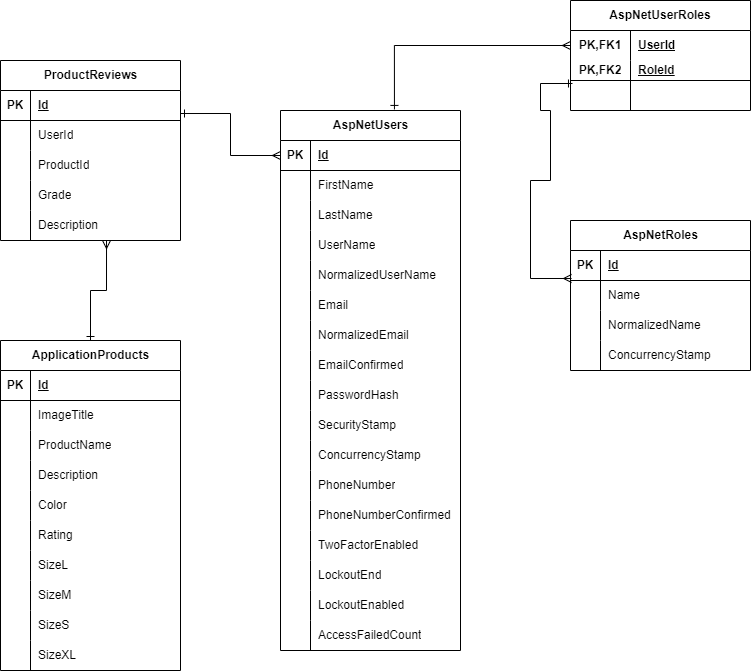 AspNetUserRoles
PK,FK1 UserId
PK,FK2 RoleId
ProductReviews
PK Id
UserId
ProductId
Grade
Description
AspNetUsers
PK Id
FirstName
LastName
UserName
NormalizedUserName
Email
NormalizedEmail
EmailConfirmed
PasswordHash
SecurityStamp
ConcurrencyStamp
PhoneNumber
PhoneNumberConfirmed
TwoFactorEnabled
LockoutEnd
LockoutEnabled
AccessFailedCount
AspNetRoles
PK Id
Name
NormalizedName
ConcurrencyStamp
ApplicationProducts
PK Id
ImageTitle
ProductName
Description
Color
Rating
SizeL
SizeM
SizeS
SizeXL